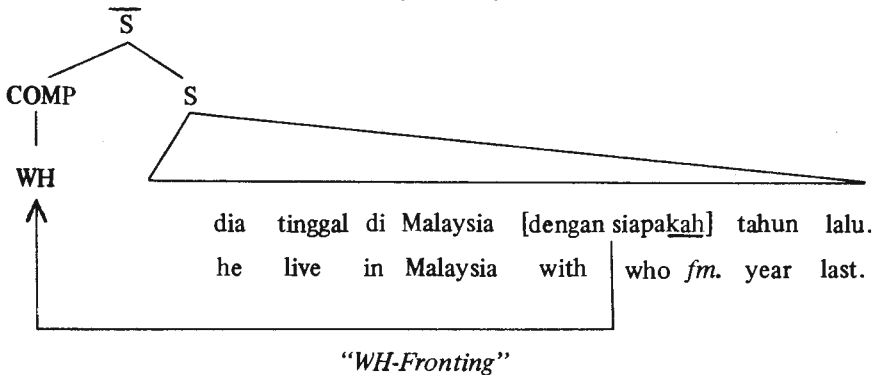 S̅
COMP S
WH
dia tinggal di Malaysia [dengan siapakah] tahun lalu.
he live in Malaysia with who fm. year last.
“WH-Fronting”